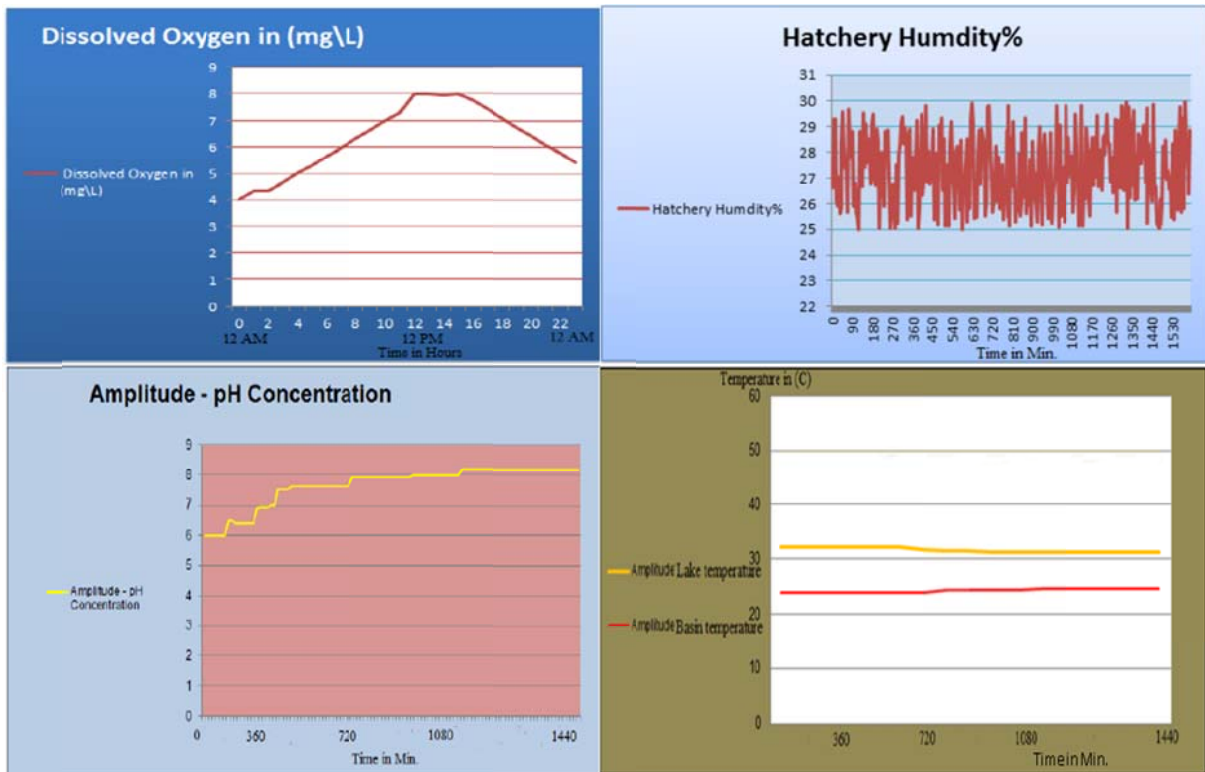 Dissolved Oxygen in (mg\L)
9
8
7
6
5
4
3
2
1
0
Dissolved Oxygen in
(mg\L)
0 2 4 6 8 10 12 14 16 18 20 22
12 AM 12 PM 12 AM
Time in Hours
Hatchery Humdity%
31
30
29
28
27
26
25
24
23
22
Hatchery Humdity%
0 90 180 270 360 450 540 630 720 810 900 990 1080 1170 1260 1350 1440 1530
Time in Min.
Amplitude - pH Concentration
9
8
7
6
5
4
3
2
1
0
Amplitude - pH
Concentration
0 360 720 1080 1440
Time in Min.
Temperature in (C)
60
50
40
30
20
10
0
Amplitude Lake temperature
Amplitude Basin temperature
360 720 1080 1440
Time in Min.